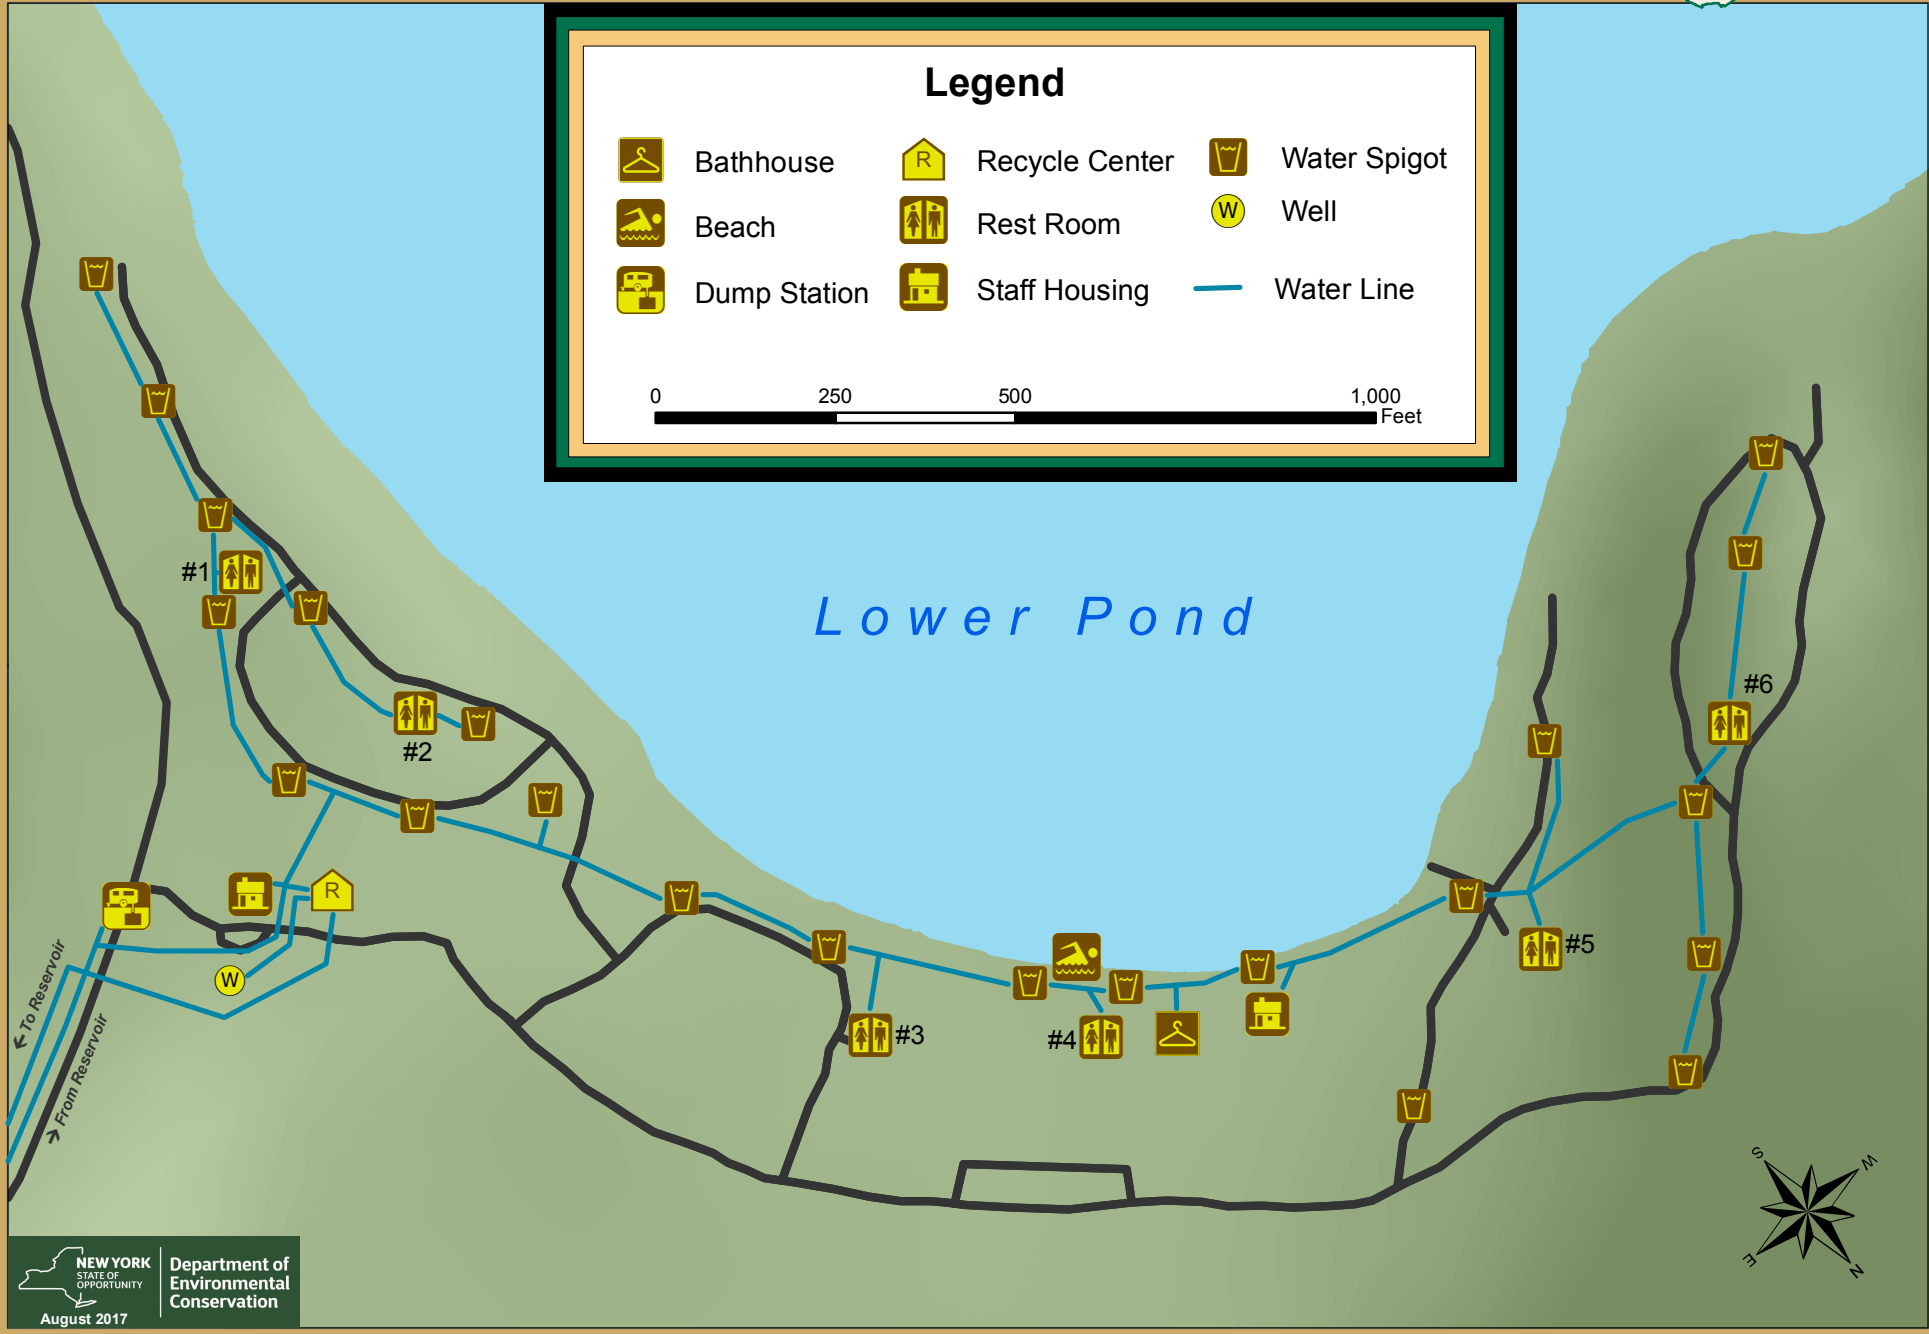 Legend
Bathhouse
Recycle Center
Water Spigot
Beach
Rest Room
Well
Dump Station
Staff Housing
Water Line
R
W
0 250 500 1,000
Feet
Lower Pond
#1
#2
#3
#4
#5
#6
R
W
To Reservoir
From Reservoir
S
W
E
N
NEW YORK
STATE OF
OPPORTUNITY
Department of
Environmental
Conservation
August 2017